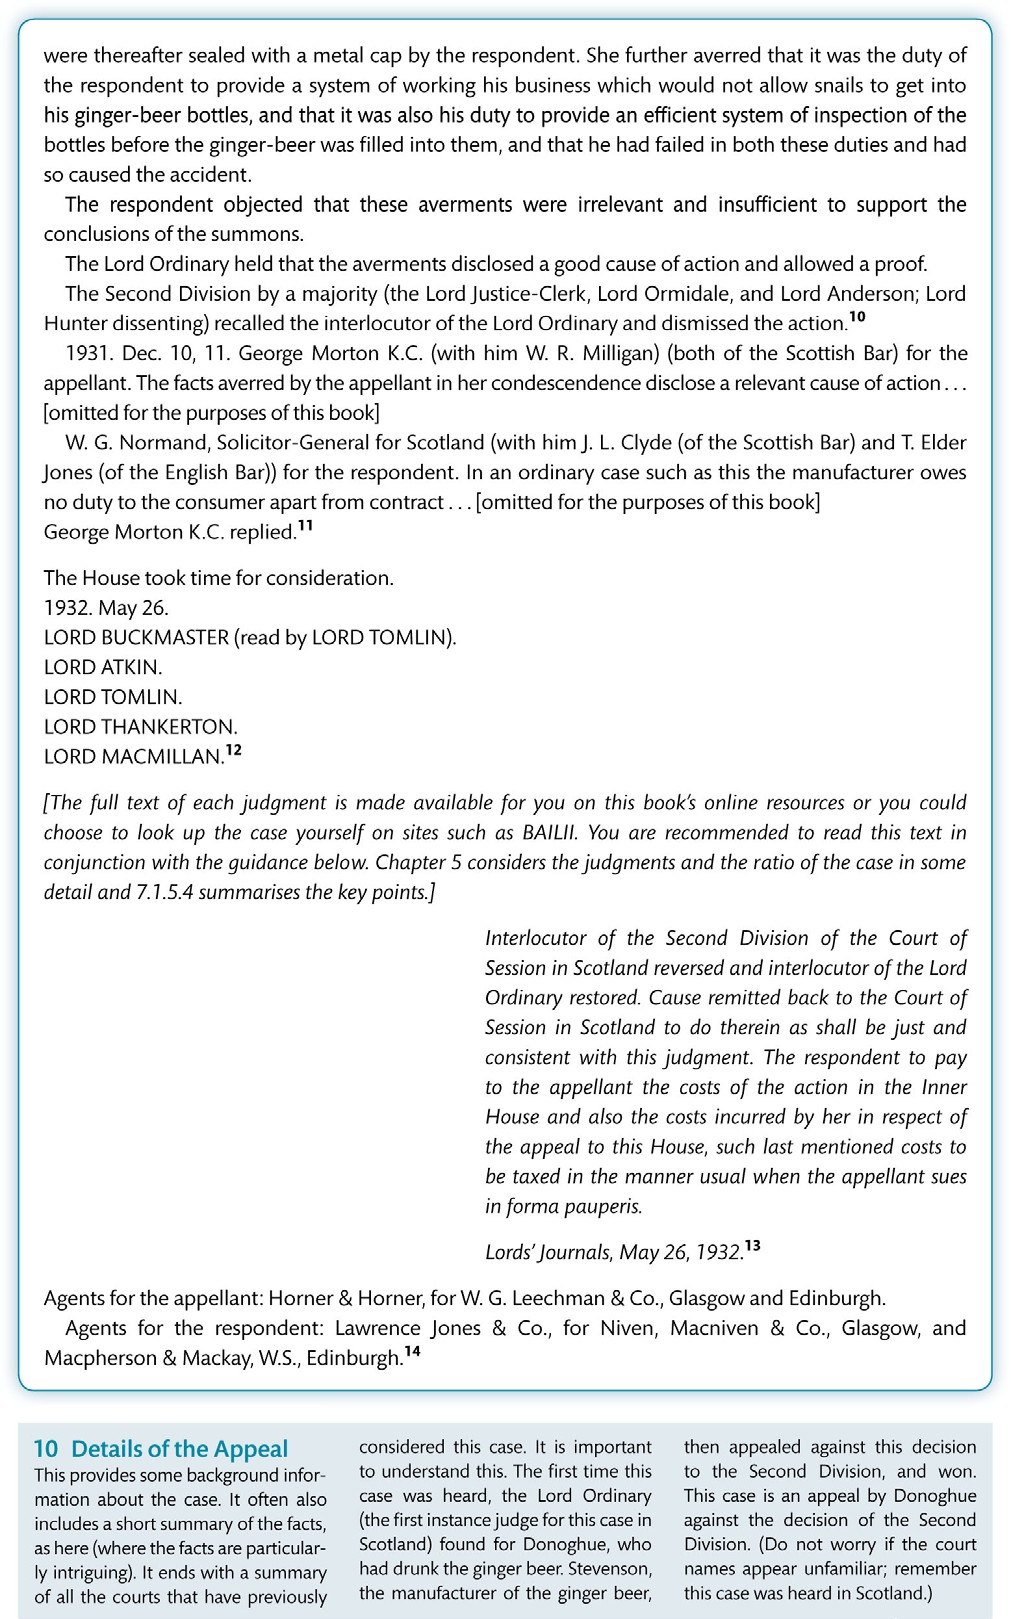 were thereafter sealed with a metal cap by the respondent. She further averred that it was the duty of
the respondent to provide a system of working his business which would not allow snails to get into
his ginger-beer bottles, and that it was also his duty to provide an efficient system of inspection of the
bottles before the ginger-beer was filled into them, and that he had failed in both these duties and had
so caused the accident.
The respondent objected that these averments were irrelevant and insufficient to support the
conclusions of the summons.
The Lord Ordinary held that the averments disclosed a good cause of action and allowed a proof.
The Second Division by a majority (the Lord Justice-Clerk, Lord Ormidale, and Lord Anderson; Lord
Hunter dissenting) recalled the interlocutor of the Lord Ordinary and dismissed the action.10
1931. Dec. 10, 11. George Morton K.C. (with him W. R. Milligan) (both of the Scottish Bar) for the
appellant. The facts averred by the appellant in her condescendence disclose a relevant cause of action . . .
[omitted for the purposes of this book]
W. G. Normand, Solicitor-General for Scotland (with him J. L. Clyde (of the Scottish Bar) and T. Elder
Jones (of the English Bar)) for the respondent. In an ordinary case such as this the manufacturer owes
no duty to the consumer apart from contract . . . [omitted for the purposes of this book]
George Morton K.C. replied.11
The House took time for consideration.
1932. May 26.
LORD BUCKMASTER (read by LORD TOMLIN).
LORD ATKIN.
LORD TOMLIN.
LORD THANKERTON.
LORD MACMILLAN.12
[The full text of each judgment is made available for you on this book's online resources or you could
choose to look up the case yourself on sites such as BAILII. You are recommended to read this text in
conjunction with the guidance below. Chapter 5 considers the judgments and the ratio of the case in some
detail and 7.1.5.4 summarises the key points.]
Interlocutor of the Second Division of the Court of
Session in Scotland reversed and interlocutor of the Lord
Ordinary restored. Cause remitted back to the Court of
Session in Scotland to do therein as shall be just and
consistent with this judgment. The respondent to pay
to the appellant the costs of the action in the Inner
House and also the costs incurred by her in respect of
the appeal to this House, such last mentioned costs to
be taxed in the manner usual when the appellant sues
in forma pauperis.
Lords' Journals, May 26, 1932.13
Agents for the appellant: Horner & Horner, for W. G. Leechman & Co., Glasgow and Edinburgh.
Agents for the respondent: Lawrence Jones & Co., for Niven, Macniven & Co., Glasgow, and
Macpherson & Mackay, W.S., Edinburgh.14
10 Details of the Appeal
This provides some background infor-
mation about the case. It often also
includes a short summary of the facts,
as here (where the facts are particular-
ly intriguing). It ends with a summary
of all the courts that have previously
considered this case. It is important
to understand this. The first time this
case was heard, the Lord Ordinary
(the first instance judge for this case in
Scotland) found for Donoghue, who
had drunk the ginger beer. Stevenson,
the manufacturer of the ginger beer,
then appealed against this decision
to the Second Division, and won.
This case is an appeal by Donoghue
against the decision of the Second
Division. (Do not worry if the court
names appear unfamiliar; remember
this case was heard in Scotland.)